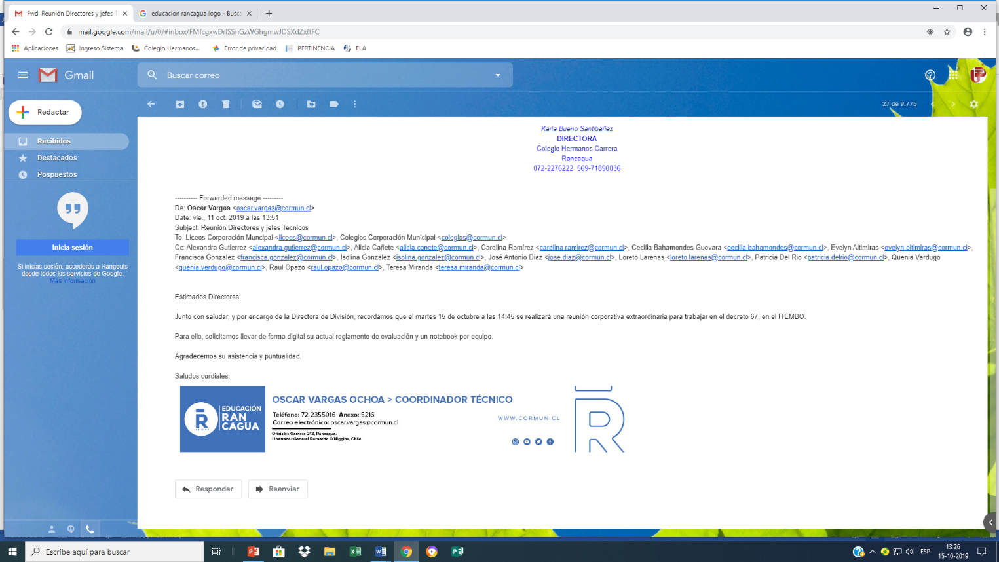 Fwd: Reunión Directores y jefes T
educacion rancagua logo - Busca
mail.google.com/mail/u/0/#inbox/FMfcgxwDrlSSnGzWGhgmwJDSXdZxftFC
Aplicaciones Ingreso Sistema Colegio Hermanos... Error de privacidad PERTINENCIA ELA
Gmail
Buscar correo
Redactar
27 de 9.775
Recibidos
Destacados
Pospuestos
Inicia sesión
Si inicias sesión, accederás a Hangouts
desde todos los servicios de Google.
Más información
Karla Bueno Santibáñez
DIRECTORA
Colegio Hermanos Carrera
Rancagua
072-2276222 569-71890036
---------- Forwarded message ---------
De: Oscar Vargas <oscar.vargas@cormun.cl>
Date: vie., 11 oct. 2019 a las 13:51
Subject: Reunión Directores y jefes Tecnicos
To: Liceos Corporación Muncipal <liceos@cormun.cl>, Colegios Corporación Municipal <colegios@cormun.cl>
Cc: Alexandra Gutierrez <alexandra.gutierrez@cormun.cl>, Alicia Cañete <alicia.canete@cormun.cl>, Carolina Ramírez <carolina.ramirez@cormun.cl>, Cecilia Bahamondes Guevara <cecilia.bahamondes@cormun.cl>, Evelyn Altimiras <evelyn.altimiras@cormun.cl>,
Francisca Gonzalez <francisca.gonzalez@cormun.cl>, Isolina Gonzalez <isolina.gonzalez@cormun.cl>, José Antonio Diaz <jose.diaz@cormun.cl>, Loreto Larenas <loreto.larenas@cormun.cl>, Patricia Del Rio <patricia.delrio@cormun.cl>, Quenia Verdugo
<quenia.verdugo@cormun.cl>, Raul Opazo <raul.opazo@cormun.cl>, Teresa Miranda <teresa.miranda@cormun.cl>
Estimados Directores:
Junto con saludar, y por encargo de la Directora de División, recordamos que el martes 15 de octubre a las 14:45 se realizará una reunión corporativa extraordinaria para trabajar en el decreto 67, en el ITEMBO.
Para ello, solicitamos llevar de forma digital su actual reglamento de evaluación y un notebook por equipo.
Agradecemos su asistencia y puntualidad.
Saludos cordiales.
R
SE VIVE
EDUCACIÓN
RAN
CAGUA
OSCAR VARGAS OCHOA > COORDINADOR TÉCNICO
Teléfono: 72-2355016 Anexo: 5216
Correo electrónico: oscar.vargas@cormun.cl
Oficiales Gamero 212, Rancagua.
Libertador General Bernardo O'Higgins, Chile
WWW.CORMUN.CL
R
Responder
Reenviar
Escribe aquí para buscar
ESP
13:26
15-10-2019